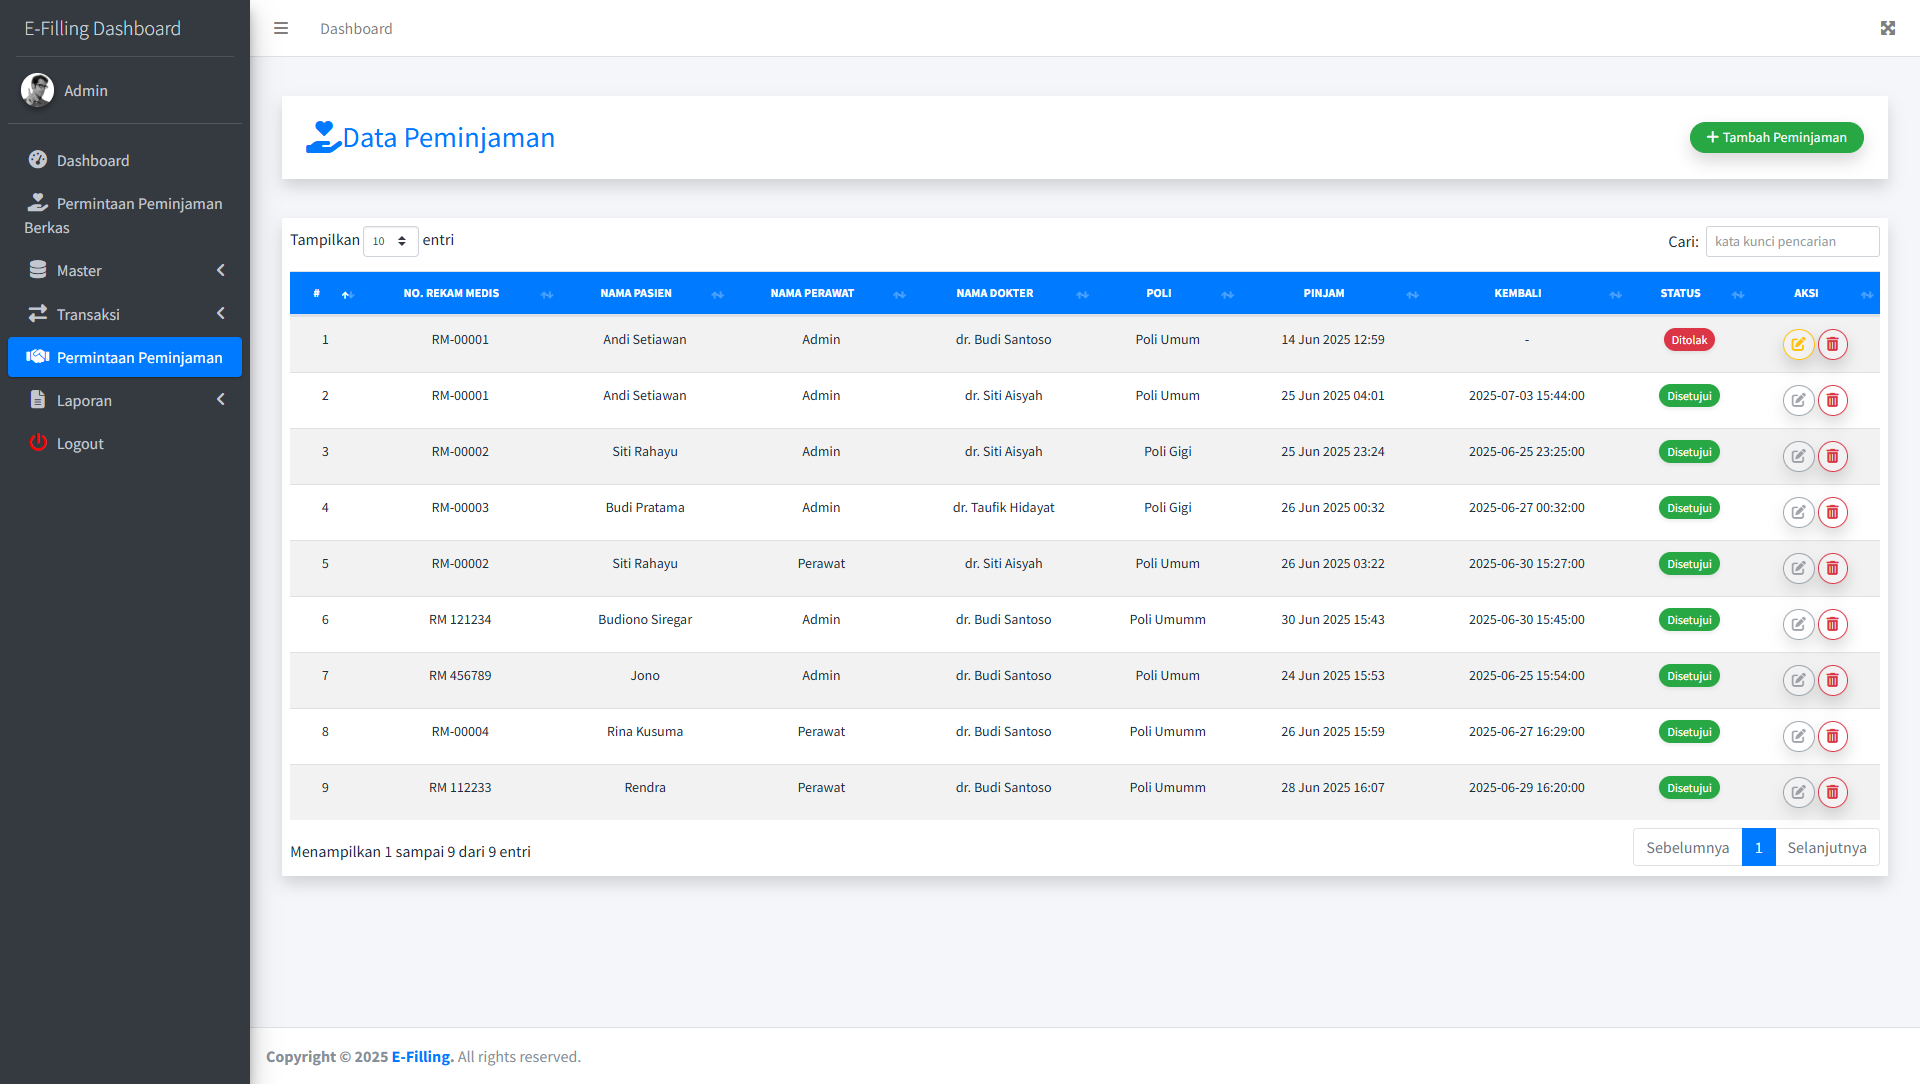 E-Filling Dashboard
Dashboard
Admin
Dashboard
Permintaan Peminjaman
Berkas
Master
Transaksi
Permintaan Peminjaman
Laporan
Logout
Data Peminjaman
Tambah Peminjaman
Tampilkan 10 entri
Cari: kata kunci pencarian
# NO. REKAM MEDIS NAMA PASIEN NAMA PERAWAT NAMA DOKTER POLI PINJAM KEMBALI STATUS AKSI
1 RM-00001 Andi Setiawan Admin dr. Budi Santoso Poli Umum 14 Jun 2025 12:59 - Ditolak
2 RM-00001 Andi Setiawan Admin dr. Siti Aisyah Poli Umum 25 Jun 2025 04:01 2025-07-03 15:44:00 Disetujui
3 RM-00002 Siti Rahayu Admin dr. Siti Aisyah Poli Gigi 25 Jun 2025 23:24 2025-06-25 23:25:00 Disetujui
4 RM-00003 Budi Pratama Admin dr. Taufik Hidayat Poli Gigi 26 Jun 2025 00:32 2025-06-27 00:32:00 Disetujui
5 RM-00002 Siti Rahayu Perawat dr. Siti Aisyah Poli Umum 26 Jun 2025 03:22 2025-06-30 15:27:00 Disetujui
6 RM 121234 Budiono Siregar Admin dr. Budi Santoso Poli Umumm 30 Jun 2025 15:43 2025-06-30 15:45:00 Disetujui
7 RM 456789 Jono Admin dr. Budi Santoso Poli Umum 24 Jun 2025 15:53 2025-06-25 15:54:00 Disetujui
8 RM-00004 Rina Kusuma Perawat dr. Budi Santoso Poli Umumm 26 Jun 2025 15:59 2025-06-27 16:29:00 Disetujui
9 RM 112233 Rendra Perawat dr. Budi Santoso Poli Umumm 28 Jun 2025 16:07 2025-06-29 16:20:00 Disetujui
Menampilkan 1 sampai 9 dari 9 entri
Sebelumnya 1 Selanjutnya
Copyright © 2025 E-Filling. All rights reserved.